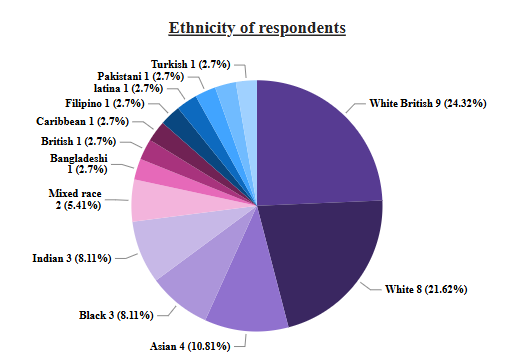 Ethnicity of respondents
Turkish 1 (2.7%)
Pakistani 1 (2.7%)
latina 1 (2.7%)
Filipino 1 (2.7%)
Caribbean 1 (2.7%)
British 1 (2.7%)
Bangladeshi
1 (2.7%)
Mixed race
2 (5.41%)
Indian 3 (8.11%)
Black 3 (8.11%)
Asian 4 (10.81%)
White 8 (21.62%)
White British 9 (24.32%)